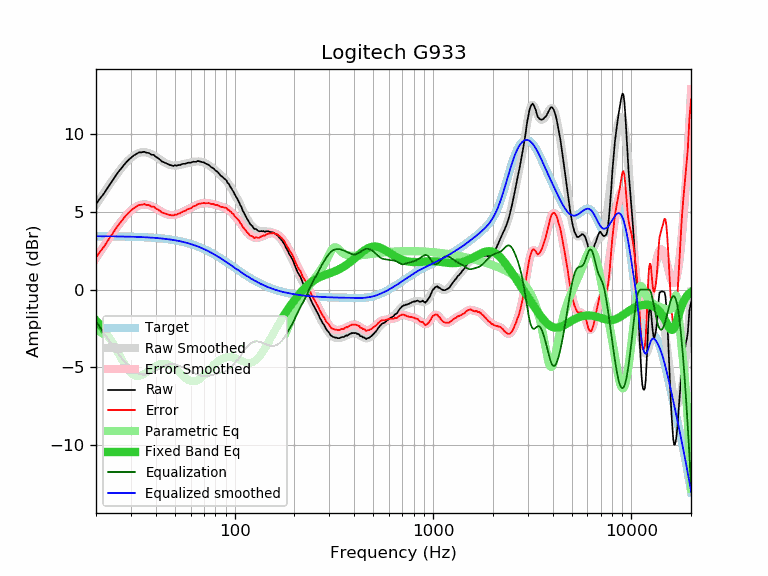 Logitech G933
Amplitude (dBr)
10
5
0
−5
−10
Target
Raw Smoothed
Error Smoothed
Raw
Error
Parametric Eq
Fixed Band Eq
Equalization
Equalized smoothed
100
1000
10000
Frequency (Hz)